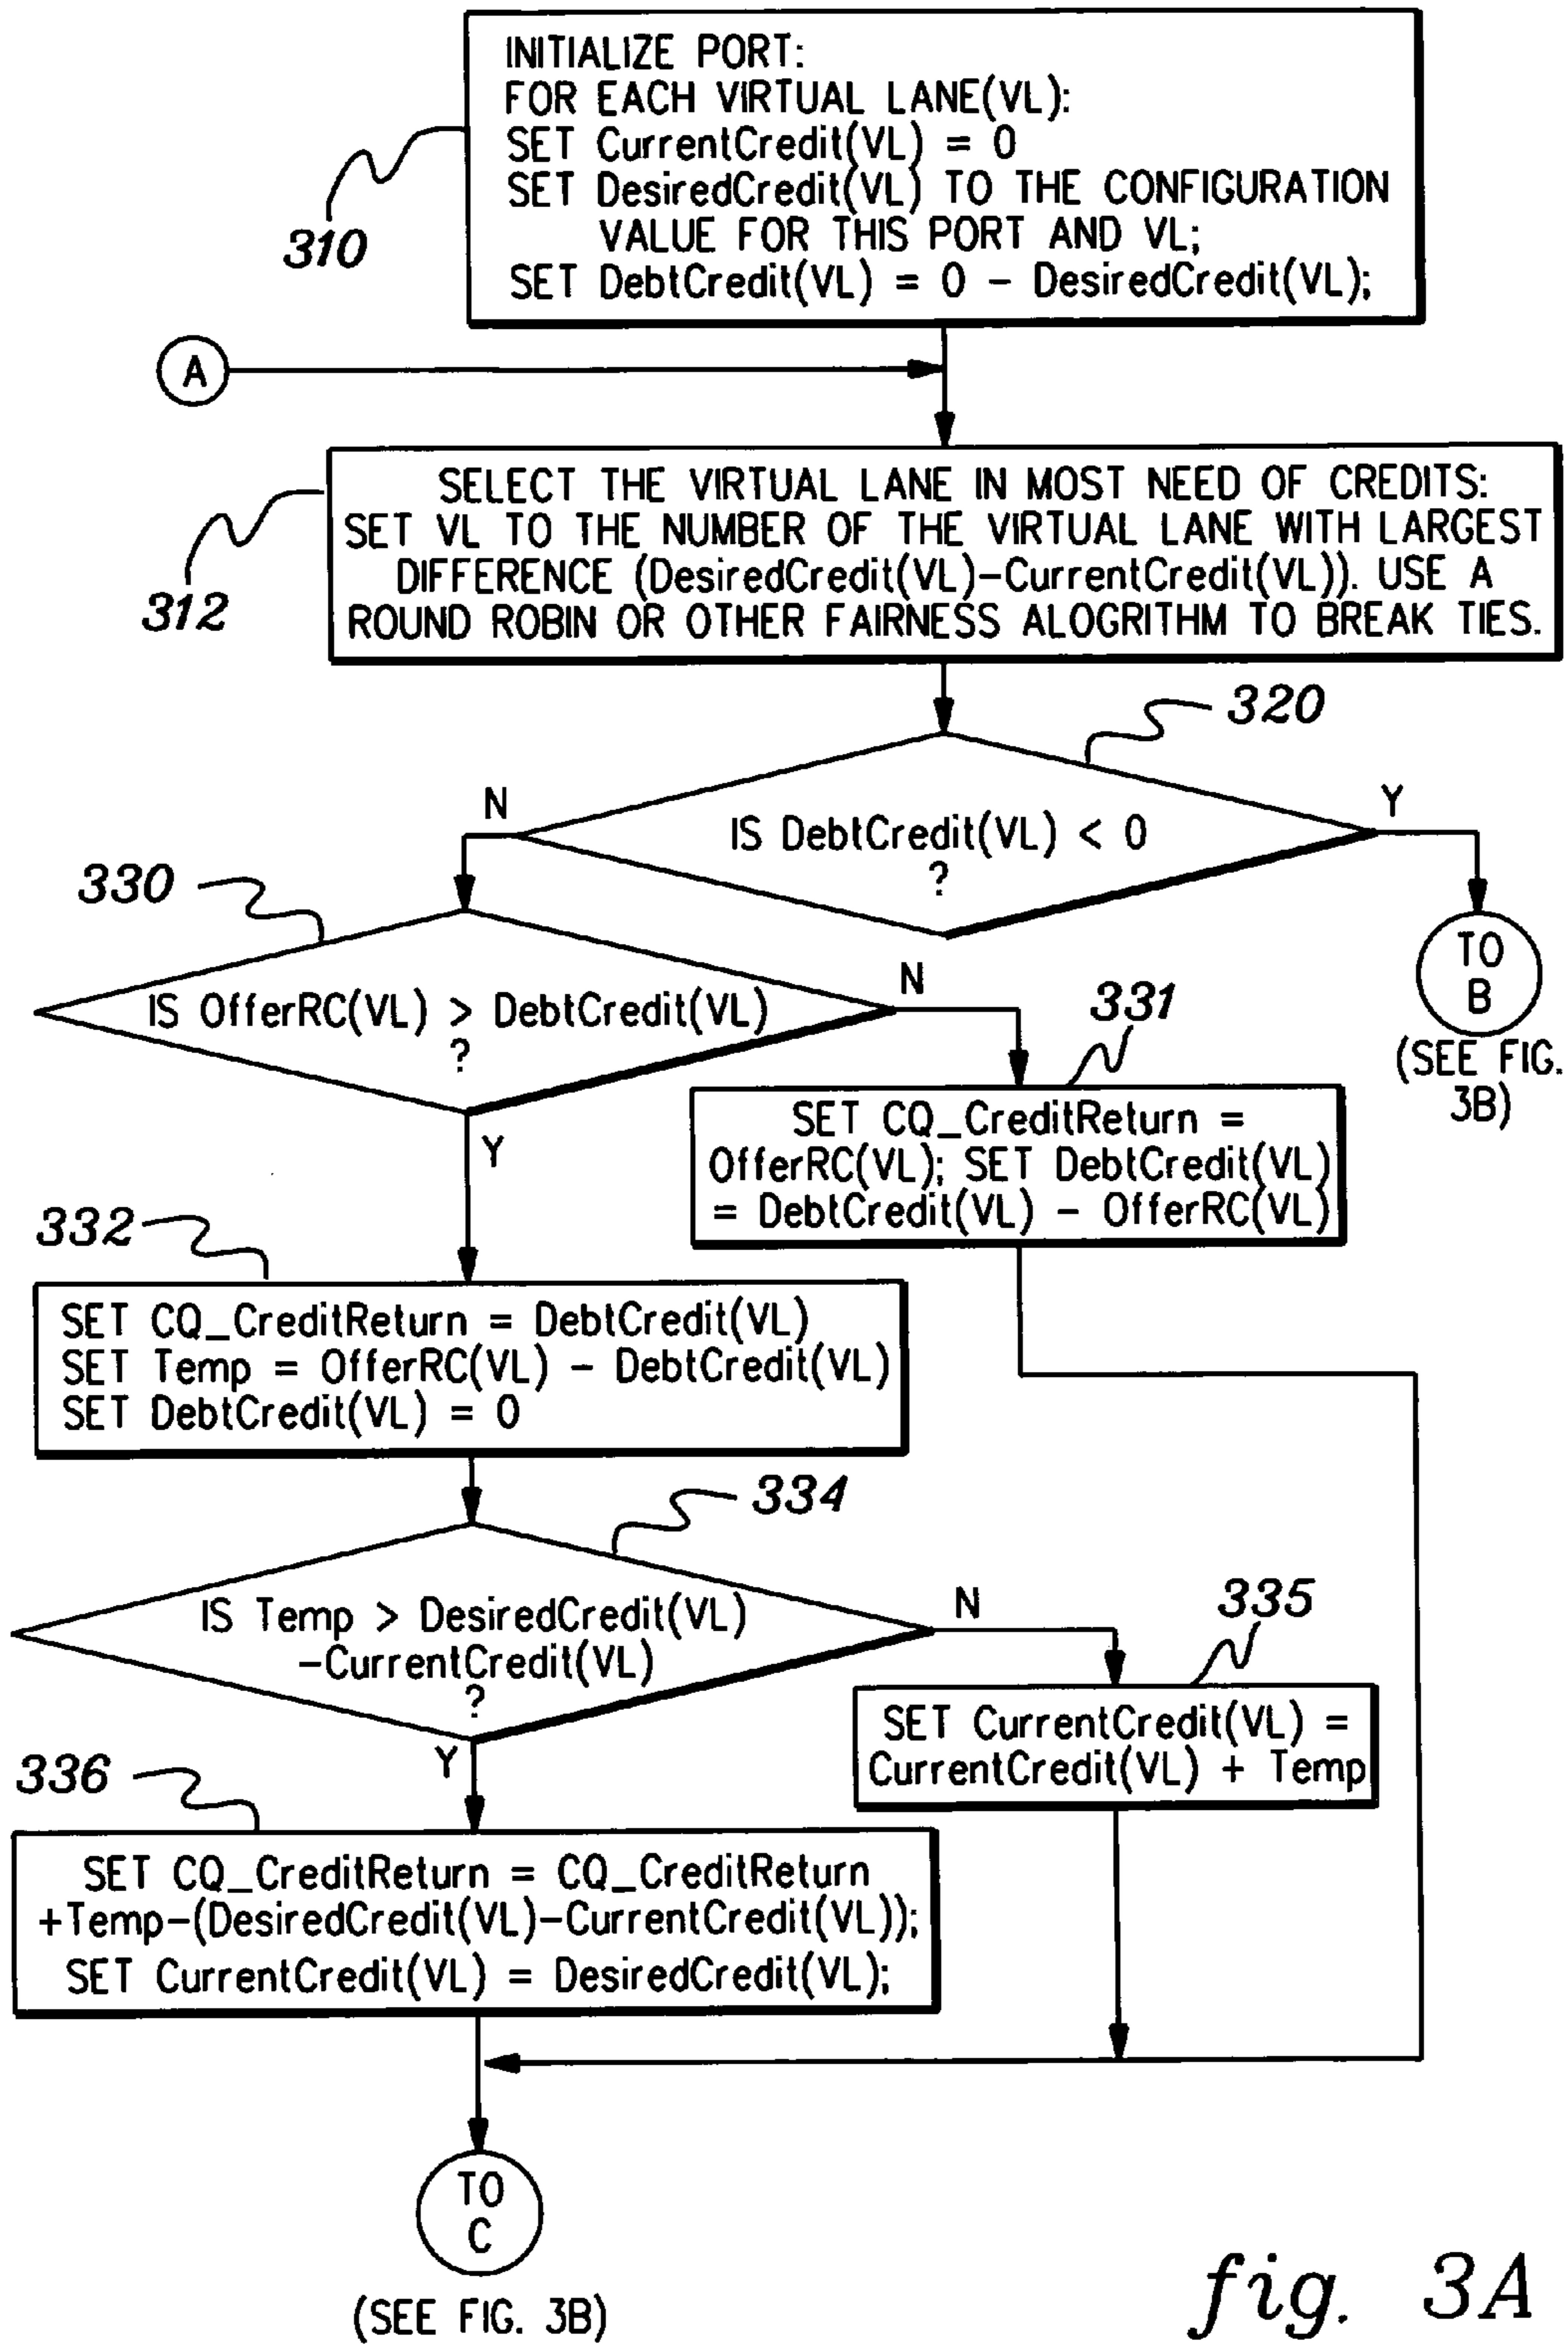 INITIALIZE PORT:
FOR EACH VIRTUAL LANE(VL):
SET CurrentCredit(VL) = 0
SET DesiredCredit(VL) TO THE CONFIGURATION
VALUE FOR THIS PORT AND VL;
SET DebtCredit(VL) = 0 - DesiredCredit(VL);
310
A
SELECT THE VIRTUAL LANE IN MOST NEED OF CREDITS:
SET VL TO THE NUMBER OF THE VIRTUAL LANE WITH LARGEST
DIFFERENCE (DesiredCredit(VL)-CurrentCredit(VL)). USE A
ROUND ROBIN OR OTHER FAIRNESS ALOGRITHM TO BREAK TIES.
312
320
N
Y
IS DebtCredit(VL) < 0
?
330
TO
B
(SEE FIG.
3B)
N
IS OfferRC(VL) > DebtCredit(VL)
?
331
Y
SET CQ_CreditReturn =
OfferRC(VL); SET DebtCredit(VL)
= DebtCredit(VL) - OfferRC(VL)
332
SET CQ_CreditReturn = DebtCredit(VL)
SET Temp = OfferRC(VL) - DebtCredit(VL)
SET DebtCredit(VL) = 0
334
N
IS Temp > DesiredCredit(VL)
-CurrentCredit(VL)
?
335
SET CurrentCredit(VL) =
CurrentCredit(VL) + Temp
Y
336
SET CQ_CreditReturn = CQ_CreditReturn
+Temp-(DesiredCredit(VL)-CurrentCredit(VL));
SET CurrentCredit(VL) = DesiredCredit(VL);
TO
C
(SEE FIG. 3B)
fig. 3A